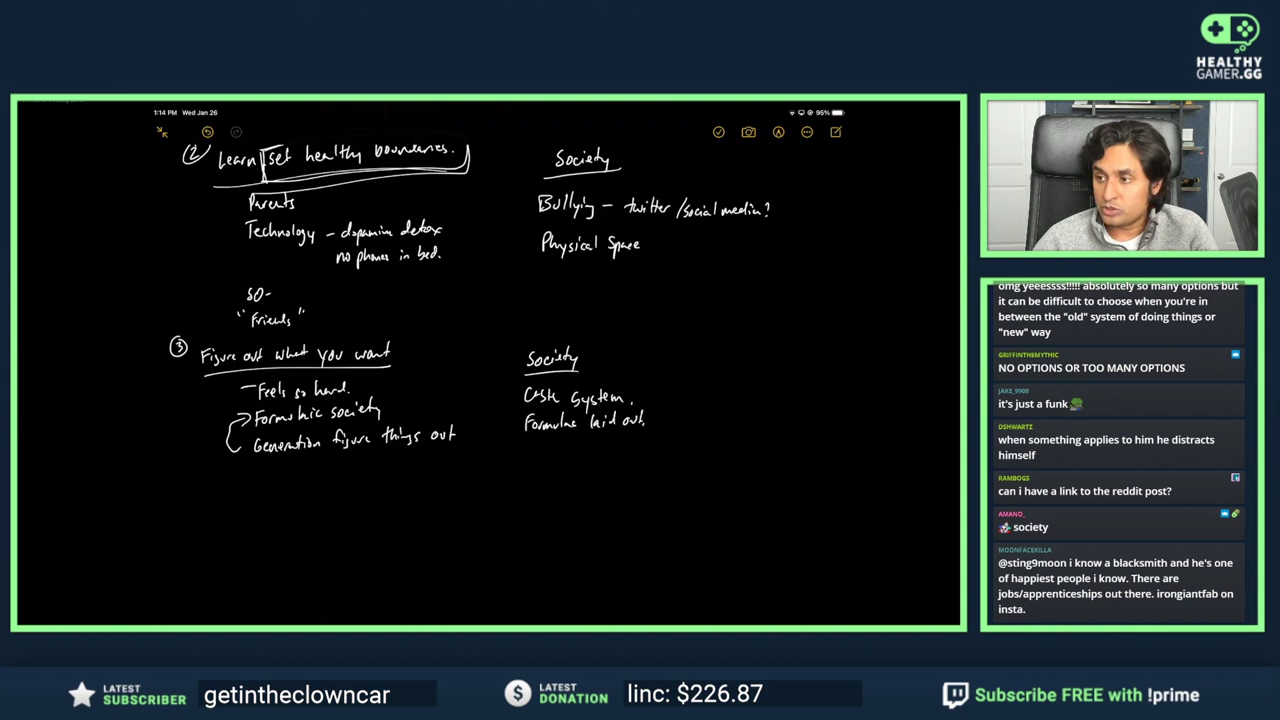 HEALTHY
GAMER.GG
1:14 PM Wed Jan 26
95%
② Learn set healthy boundaries.
Parents
Technology - dopamine detox
no phones in bed.
SO-
"Friends"
③ Figure out what you want
- Feels so hard.
Formulaic society
Generation figure things out
Society
Bullying - twitter/social media?
Physical Space
Society
Caste System.
Formulae laid out.
omg yeeessss!!!!! absolutely so many options but
it can be difficult to choose when you're in
between the "old" system of doing things or
"new" way
GRIFFINTHEMYTHIC
NO OPTIONS OR TOO MANY OPTIONS
JAKE_9908
it's just a funk
DSHWARTZ
when something applies to him he distracts
himself
RAMBOGS
can i have a link to the reddit post?
AMANO_
society
MOONFACEKILLA
@sting9moon i know a blacksmith and he's one
of happiest people i know. There are
jobs/apprenticeships out there. irongiantfab on
insta.
LATEST
SUBSCRIBER
getintheclowncar
LATEST
DONATION
linc: $226.87
Subscribe FREE with !prime